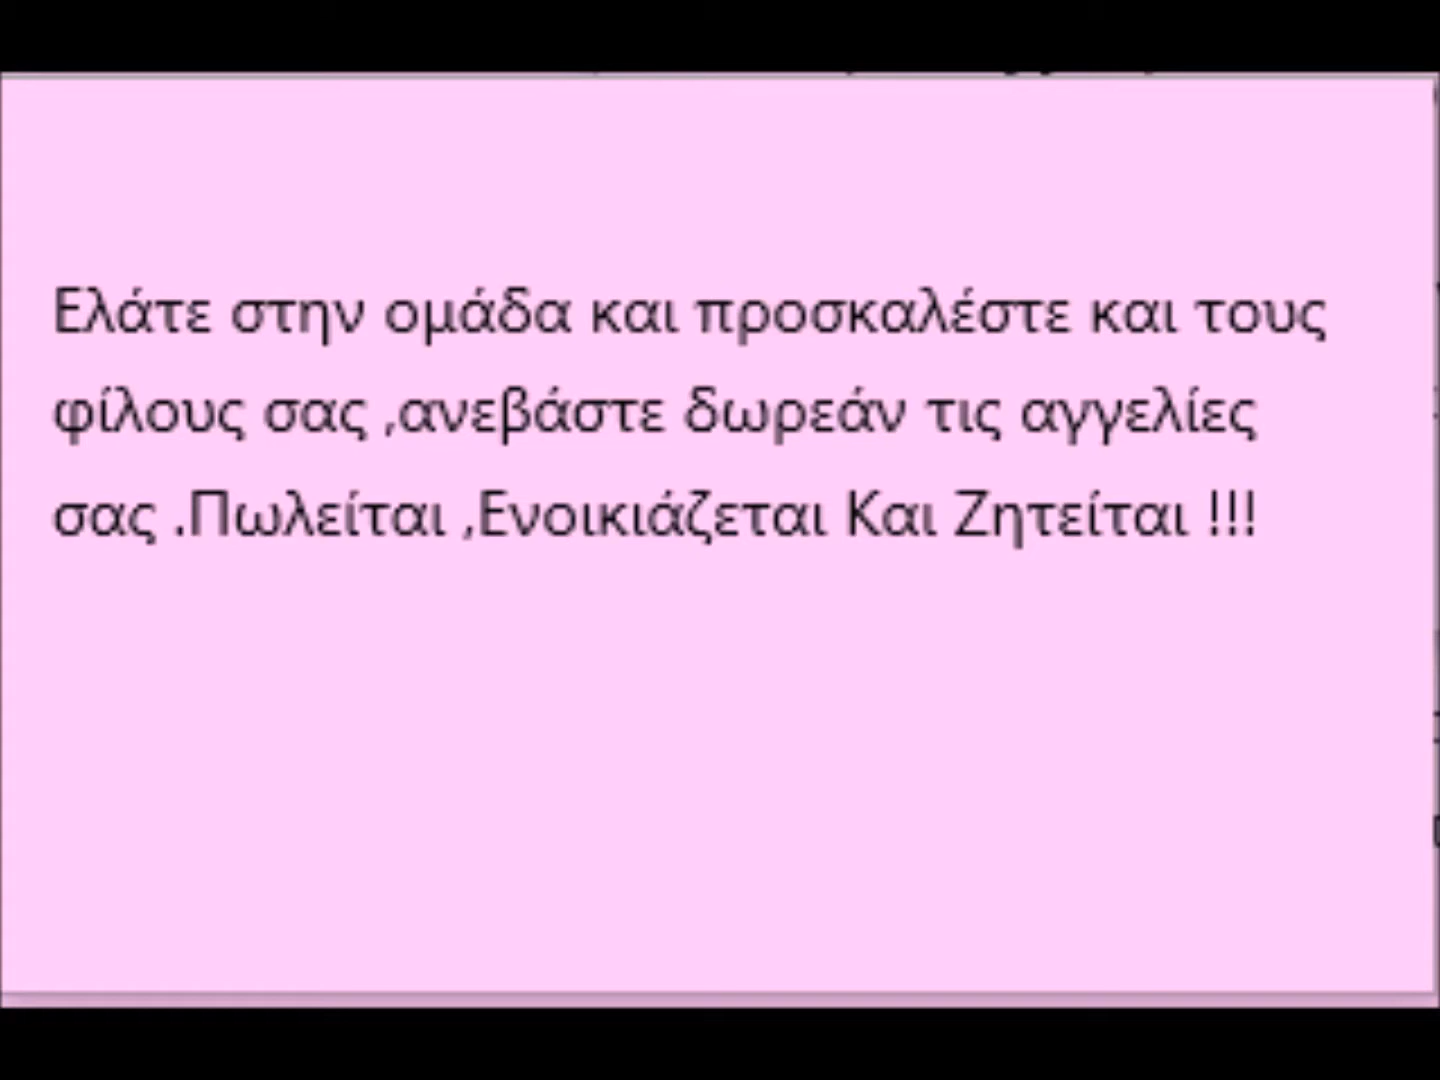 Ελάτε στην ομάδα και προσκαλέστε και τους
φίλους σας ,ανεβάστε δωρεάν τις αγγελίες
σας .Πωλείται ,Ενοικιάζεται Και Ζητείται !!!